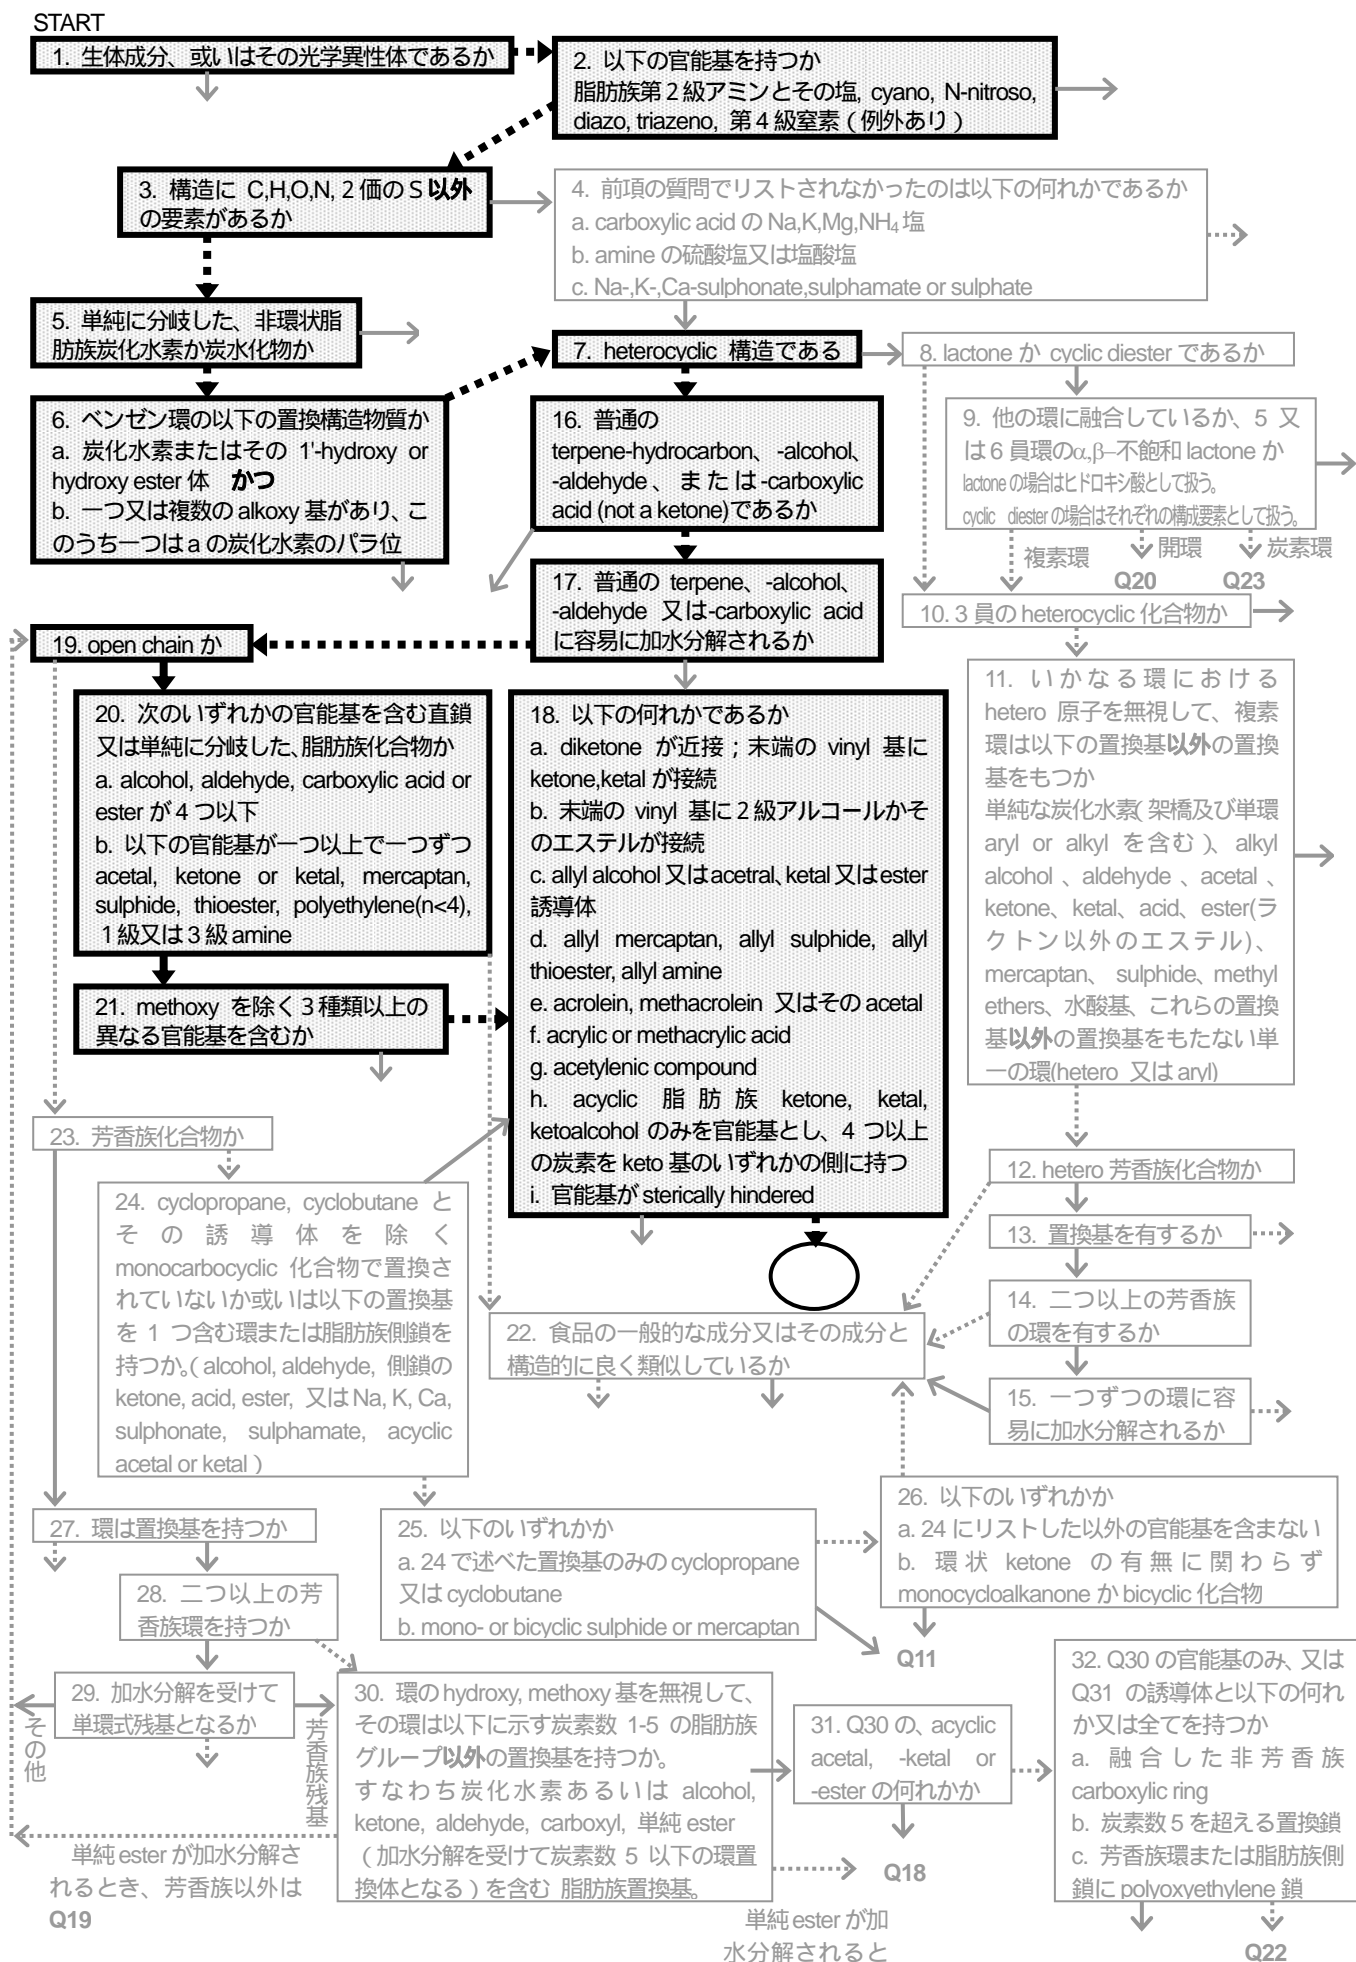 START
1. 生体成分、或いはその光学異性体であるか
2. 以下の官能基を持つか
脂肪族第2級アミンとその塩, cyano, N-nitroso,
diazo, triazeno, 第4級窒素(例外あり)
3. 構造に C,H,O,N, 2価のS以外
の要素があるか
4. 前項の質問でリストされなかったのは以下の何れかであるか
a. carboxylic acid の Na,K,Mg,NH4塩
b. amine の硫酸塩又は塩酸塩
c. Na-,K-,Ca-sulphonate,sulphamate or sulphate
5. 単純に分岐した、非環状脂
肪族炭化水素か炭水化物か
7. heterocyclic 構造である
8. lactone か cyclic diester であるか
6. ベンゼン環の以下の置換構造物質か
a. 炭化水素またはその 1'-hydroxy or
hydroxy ester 体 かつ
b. 一つ又は複数の alkoxy 基があり、こ
のうち一つは a の炭化水素のパラ位
16. 普通の
terpene-hydrocarbon、-alcohol、
-aldehyde、または-carboxylic
acid (not a ketone)であるか
9. 他の環に融合しているか、5 又
は 6 員環のα,β–不飽和 lactone か
lactone の場合はヒドロキシ酸として扱う。
cyclic diester の場合はそれぞれの構成要素として扱う。
複素環
開環
炭素環
Q20
Q23
17. 普通の terpene、-alcohol、
-aldehyde 又は-carboxylic acid
に容易に加水分解されるか
10. 3 員の heterocyclic 化合物か
19. open chain か
11. いかなる環における
hetero 原子を無視して、複素
環は以下の置換基以外の置換
基をもつか
単純な炭化水素(架橋及び単環
aryl or alkyl を含む)、alkyl
alcohol、aldehyde、acetal、
ketone、ketal、acid、ester(ラ
クトン以外のエステル)、
mercaptan、sulphide、methyl
ethers、水酸基、これらの置換
基以外の置換基をもたない単
一の環(hetero 又は aryl)
20. 次のいずれかの官能基を含む直鎖
又は単純に分岐した、脂肪族化合物か
a. alcohol, aldehyde, carboxylic acid or
ester が 4 つ以下
b. 以下の官能基が一つ以上で一つずつ
acetal, ketone or ketal, mercaptan,
sulphide, thioester, polyethylene(n<4),
1級又は3級 amine
18. 以下の何れかであるか
a. diketone が近接;末端の vinyl 基に
ketone,ketal が接続
b. 末端の vinyl 基に2級アルコールかそ
のエステルが接続
c. allyl alcohol 又は acetral, ketal 又は ester
誘導体
d. allyl mercaptan, allyl sulphide, allyl
thioester, allyl amine
e. acrolein, methacrolein 又はその acetal
f. acrylic or methacrylic acid
g. acetylenic compound
h. acyclic 脂肪族 ketone, ketal,
ketoalcohol のみを官能基とし、4 つ以上
の炭素を keto 基のいずれかの側に持つ
i. 官能基が sterically hindered
21. methoxy を除く 3 種類以上の
異なる官能基を含むか
23. 芳香族化合物か
12. hetero 芳香族化合物か
24. cyclopropane, cyclobutane と
その誘導体を除く
monocarbocyclic 化合物で置換さ
れていないか或いは以下の置換基
を 1 つ含む環または脂肪族側鎖を
持つか。(alcohol, aldehyde, 側鎖の
ketone, acid, ester, 又は Na, K, Ca,
sulphonate, sulphamate, acyclic
acetal or ketal)
13. 置換基を有するか
14. 二つ以上の芳香族
の環を有するか
22. 食品の一般的な成分又はその成分と
構造的に良く類似しているか
15. 一つずつの環に容
易に加水分解されるか
26. 以下のいずれかか
a. 24 にリストした以外の官能基を含まない
b. 環状 ketone の有無に関わらず
monocycloalkanone か bicyclic 化合物
27. 環は置換基を持つか
25. 以下のいずれかか
a. 24 で述べた置換基のみの cyclopropane
又は cyclobutane
b. mono- or bicyclic sulphide or mercaptan
28. 二つ以上の芳
香族環を持つか
Q11
29. 加水分解を受けて
単環式残基となるか
その他
芳香族残基
30. 環の hydroxy, methoxy 基を無視して、
その環は以下に示す炭素数 1-5 の脂肪族
グループ以外の置換基を持つか。
すなわち炭化水素あるいは alcohol,
ketone, aldehyde, carboxyl, 単純 ester
(加水分解を受けて炭素数 5 以下の環置
換体となる)を含む 脂肪族置換基。
31. Q30 の、acyclic
acetal, -ketal or
-ester の何れかか
32. Q30 の官能基のみ、又は
Q31 の誘導体と以下の何れ
か又は全てを持つか
a. 融合した非芳香族
carboxylic ring
b. 炭素数 5 を超える置換鎖
c. 芳香族環または脂肪族側
鎖に polyoxyethylene 鎖
単純 ester が加水分解さ
れるとき、芳香族以外は
Q19
Q18
単純 ester が加
水分解されると
Q22